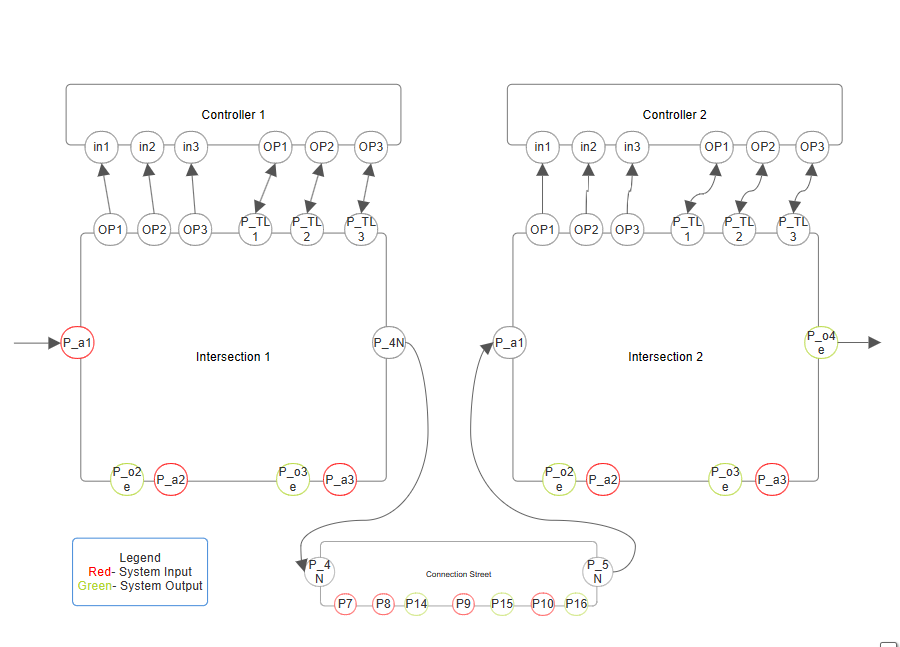 Controller 1
Controller 2
in1
in2
in3
OP1
OP2
OP3
in1
in2
in3
OP1
OP2
OP3
OP1
OP2
OP3
P_TL
1
P_TL
2
P_TL
3
OP1
OP2
OP3
P_TL
1
P_TL
2
P_TL
3
P_a1
Intersection 1
P_4N
P_a1
Intersection 2
P_o4
e
P_o2
e
P_a2
P_o3
e
P_a3
P_o2
e
P_a2
P_o3
e
P_a3
Legend
Red- System Input
Green- System Output
P_4
N
Connection Street
P_5
N
P7
P8
P14
P9
P15
P10
P16